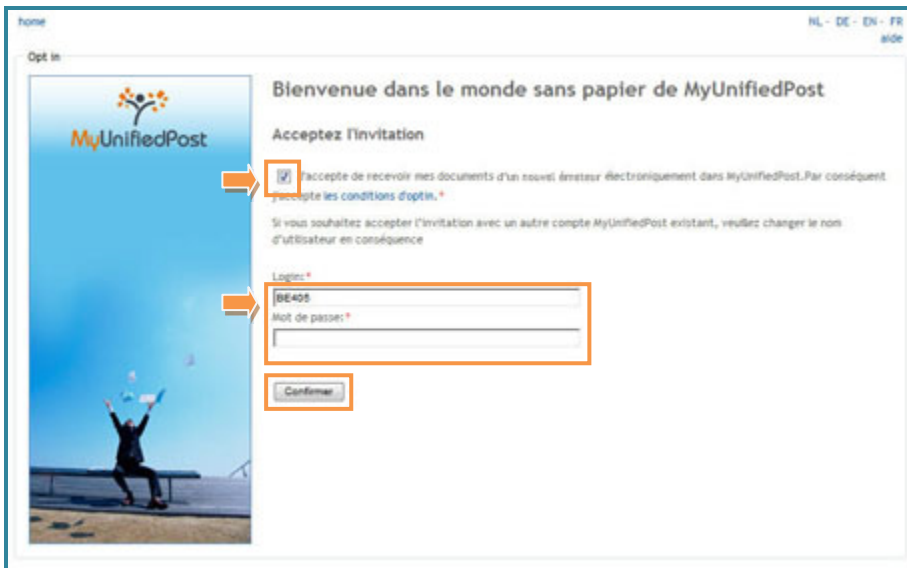 home
NL - DE - EN - FR
aide
Opt in
MyUnifiedPost
Bienvenue dans le monde sans papier de MyUnifiedPost
Acceptez l'invitation
J'accepte de recevoir mes documents d'un nouvel émetteur électroniquement dans MyUnifiedPost.Par conséquent
j'accepte les conditions d'optin.*
Si vous souhaitez accepter l'invitation avec un autre compte MyUnifiedPost existant, veuillez changer le nom
d'utilisateur en conséquence
Login:*
BE405
Mot de passe:*
Confirmer